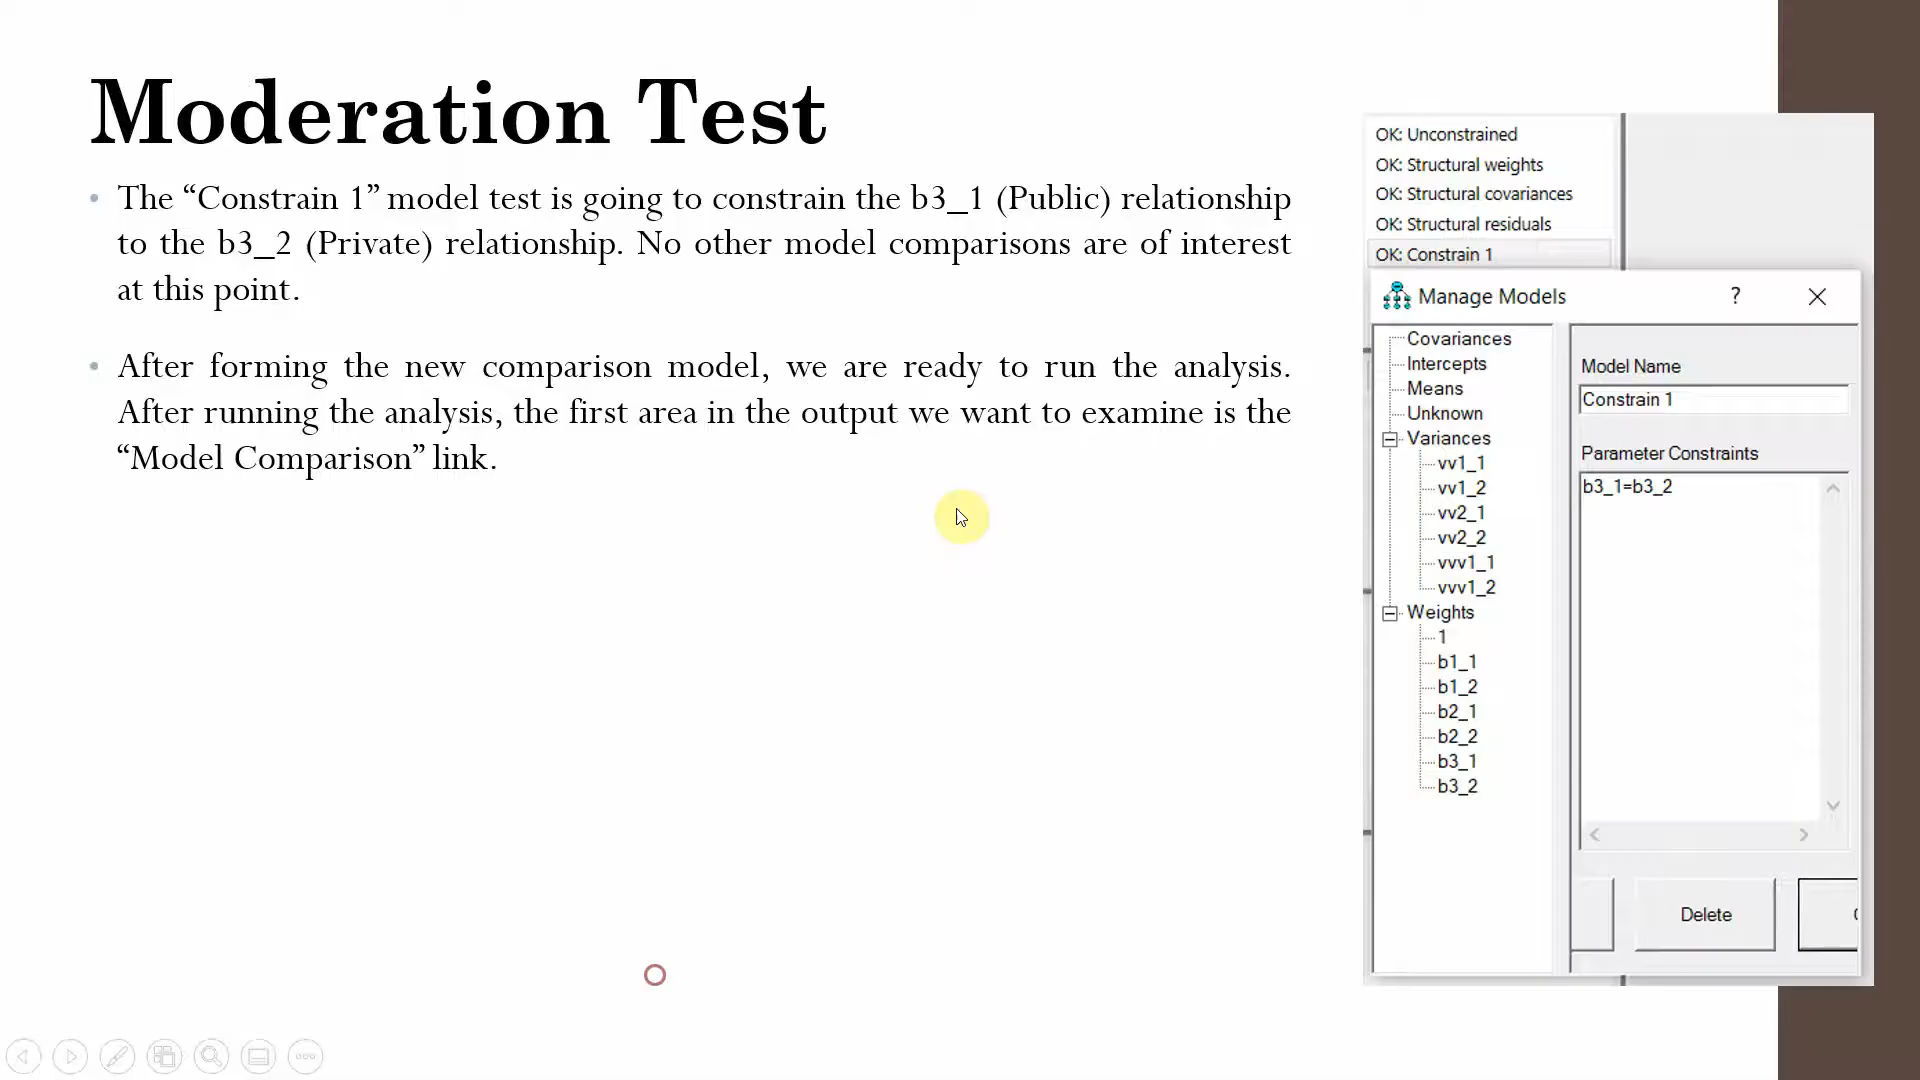 Moderation Test
• The “Constrain 1” model test is going to constrain the b3_1 (Public) relationship
to the b3_2 (Private) relationship. No other model comparisons are of interest
at this point.
• After forming the new comparison model, we are ready to run the analysis.
After running the analysis, the first area in the output we want to examine is the
“Model Comparison” link.
OK: Unconstrained
OK: Structural weights
OK: Structural covariances
OK: Structural residuals
OK: Constrain 1
Manage Models
?
Covariances
Intercepts
Means
Unknown
Variances
vv1_1
vv1_2
vv2_1
vv2_2
vvv1_1
vvv1_2
Weights
1
b1_1
b1_2
b2_1
b2_2
b3_1
b3_2
Model Name
Constrain 1
Parameter Constraints
b3_1=b3_2
Delete